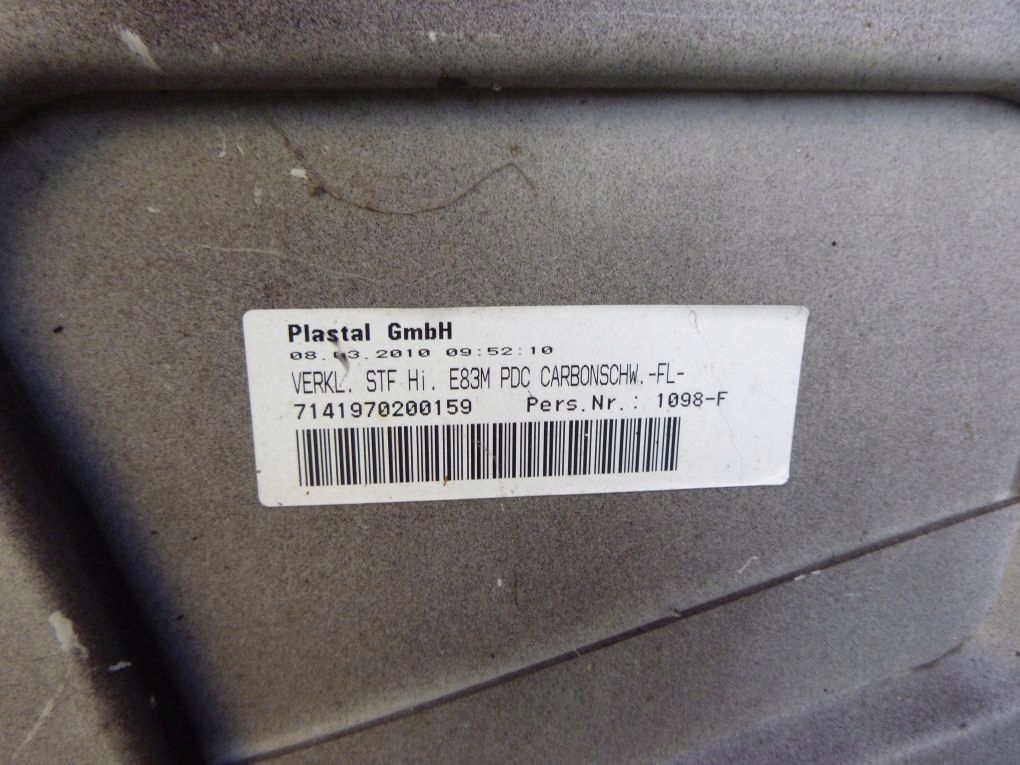 Plastal GmbH
08.03.2010 09:52:10
VERKL. STF Hi. E83M PDC CARBONSCHW.-FL-
7141970200159 Pers.Nr.: 1098-F